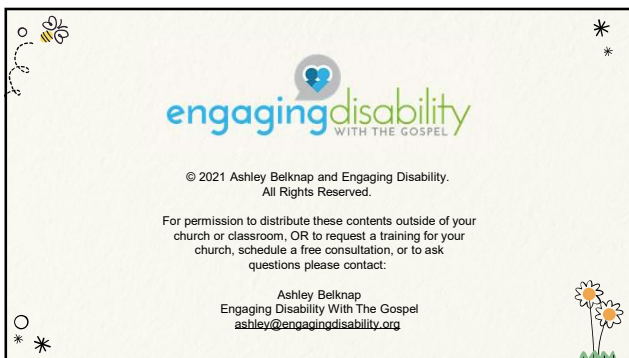 engagingdisability
WITH THE GOSPEL
© 2021 Ashley Belknap and Engaging Disability.
All Rights Reserved.
For permission to distribute these contents outside of your
church or classroom, OR to request a training for your
church, schedule a free consultation, or to ask
questions please contact:
Ashley Belknap
Engaging Disability With The Gospel
ashley@engagingdisability.org